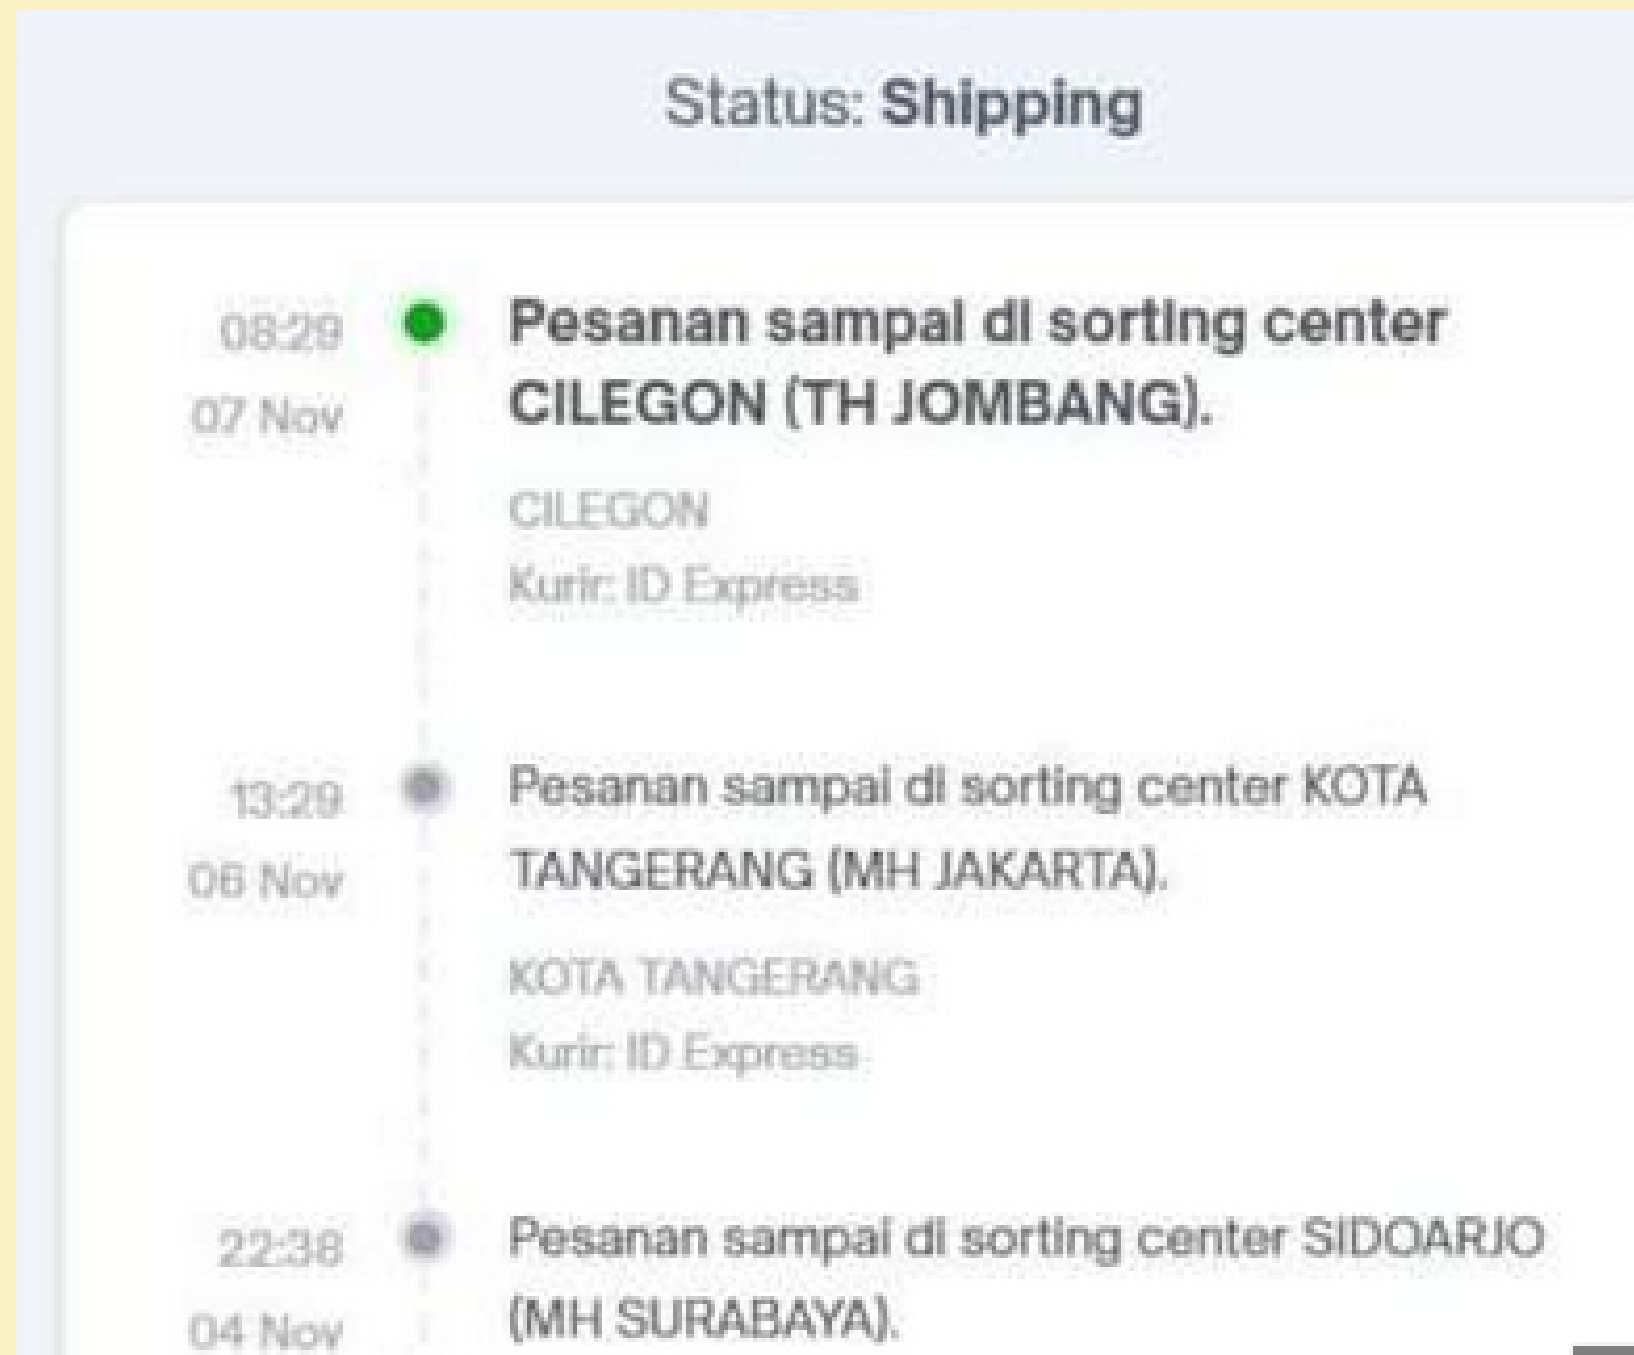 Status: Shipping
08:29
07 Nov
Pesanan sampai di sorting center
CILEGON (TH JOMBANG).
CILEGON
Kurir: ID Express
13:29
06 Nov
Pesanan sampai di sorting center KOTA
TANGERANG (MH JAKARTA).
KOTA TANGERANG
Kurir: ID Express
22:38
04 Nov
Pesanan sampai di sorting center SIDOARJO
(MH SURABAYA).